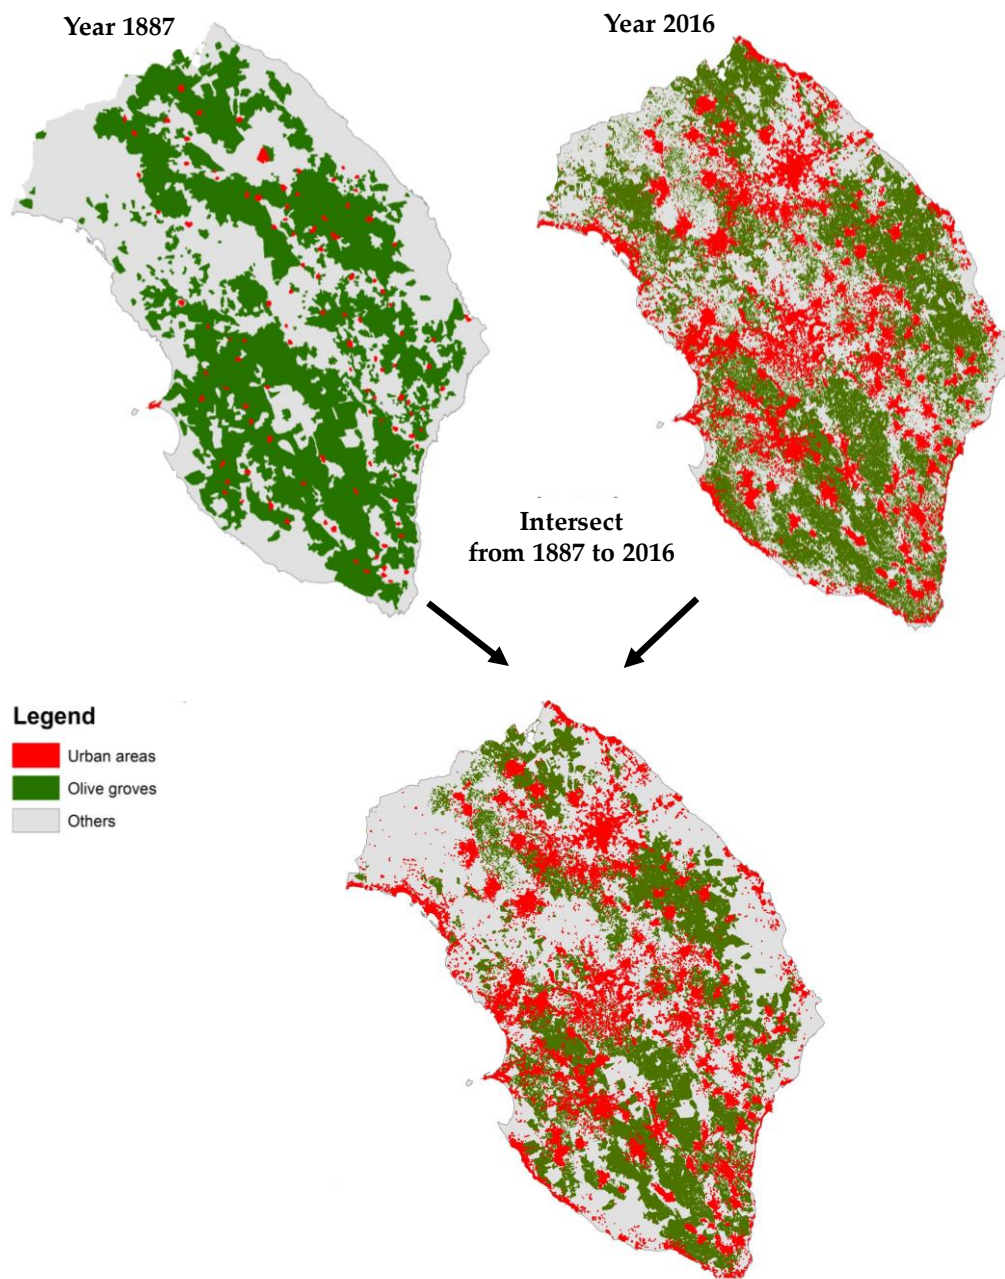 Year 1887
Year 2016
Intersect
from 1887 to 2016
Legend
Urban areas
Olive groves
Others